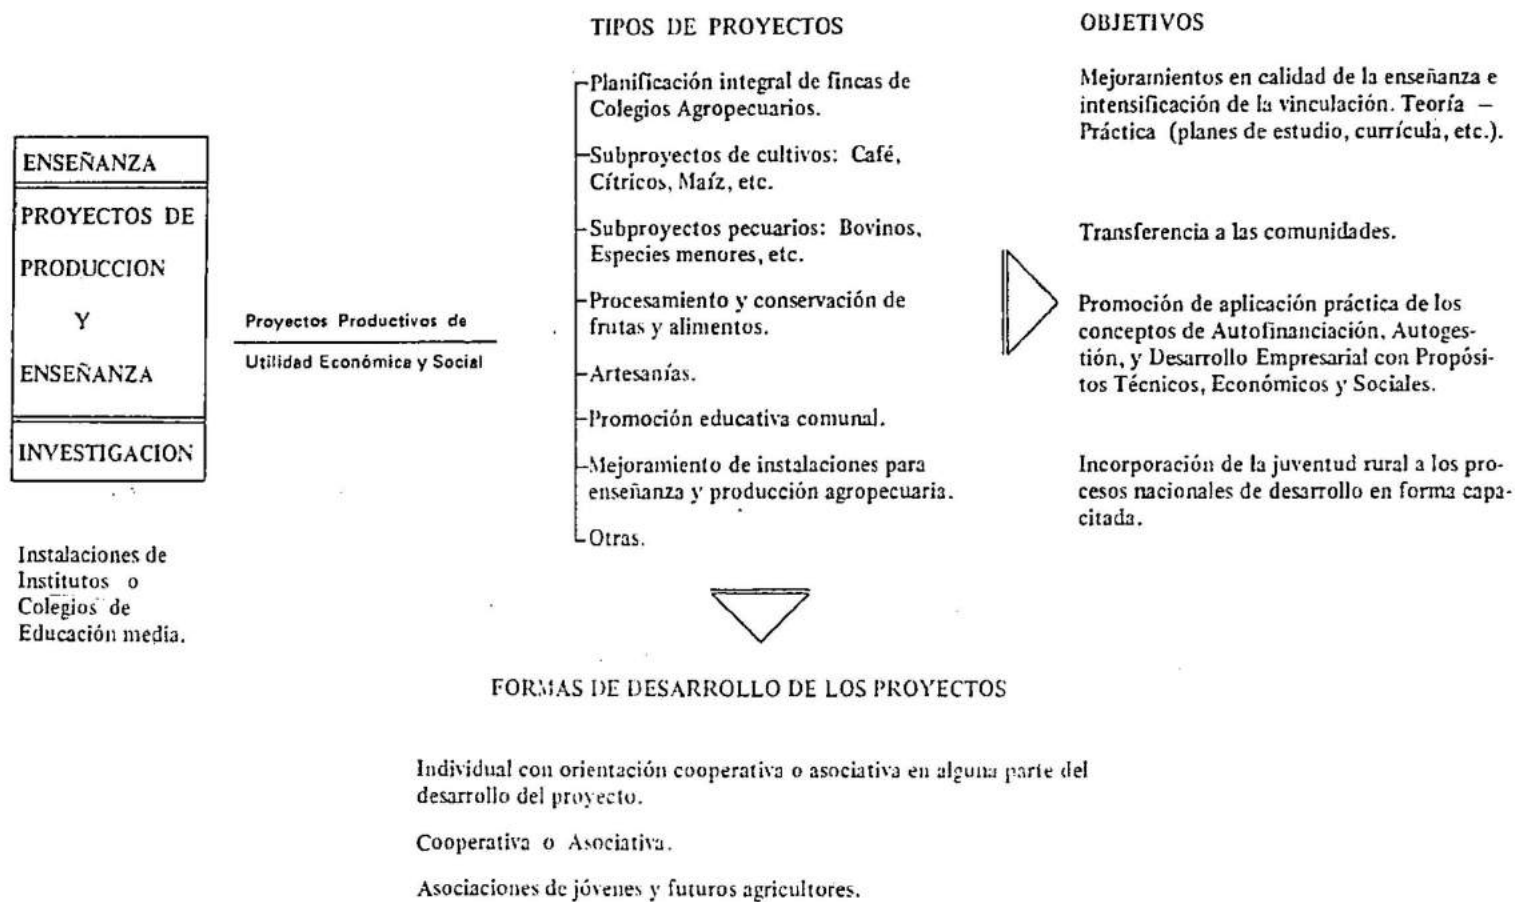 ENSEÑANZA
PROYECTOS DE
PRODUCCION
Y
ENSEÑANZA
INVESTIGACION
Instalaciones de
Institutos o
Colegios de
Educación media.
Proyectos Productivos de
Utilidad Económica y Social
TIPOS DE PROYECTOS
Planificación integral de fincas de
Colegios Agropecuarios.
Subproyectos de cultivos: Café,
Cítricos, Maíz, etc.
Subproyectos pecuarios: Bovinos,
Especies menores, etc.
Procesamiento y conservación de
frutas y alimentos.
Artesanías.
Promoción educativa comunal.
Mejoramiento de instalaciones para
enseñanza y producción agropecuaria.
Otras.
OBJETIVOS
Mejoramientos en calidad de la enseñanza e
intensificación de la vinculación. Teoría –
Práctica (planes de estudio, currícula, etc.).
Transferencia a las comunidades.
Promoción de aplicación práctica de los
conceptos de Autofinanciación, Autoges-
tión, y Desarrollo Empresarial con Propósi-
tos Técnicos, Económicos y Sociales.
Incorporación de la juventud rural a los pro-
cesos nacionales de desarrollo en forma capa-
citada.
FORMAS DE DESARROLLO DE LOS PROYECTOS
Individual con orientación cooperativa o asociativa en alguna parte del
desarrollo del proyecto.
Cooperativa o Asociativa.
Asociaciones de jóvenes y futuros agricultores.